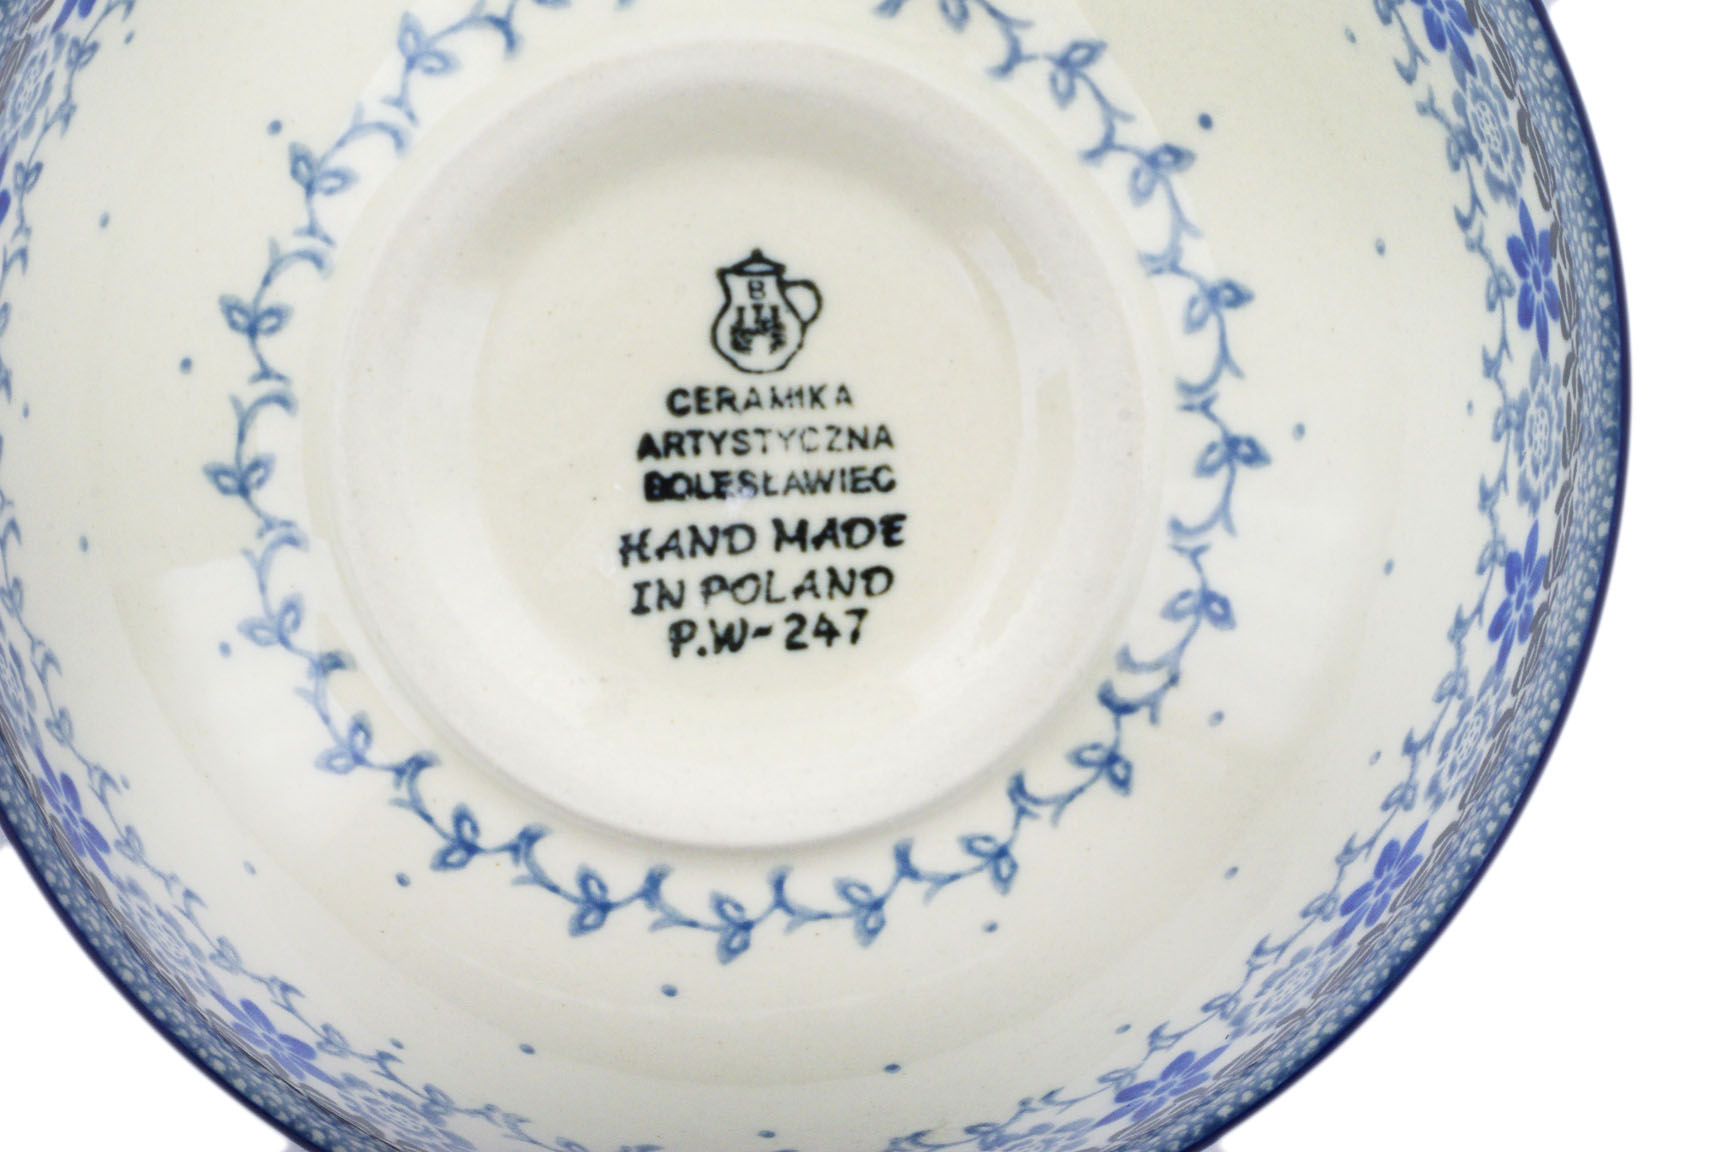 B
CERAMIKA
ARTYSTYCZNA
BOLESŁAWIEC
HAND MADE
IN POLAND
P.W-247